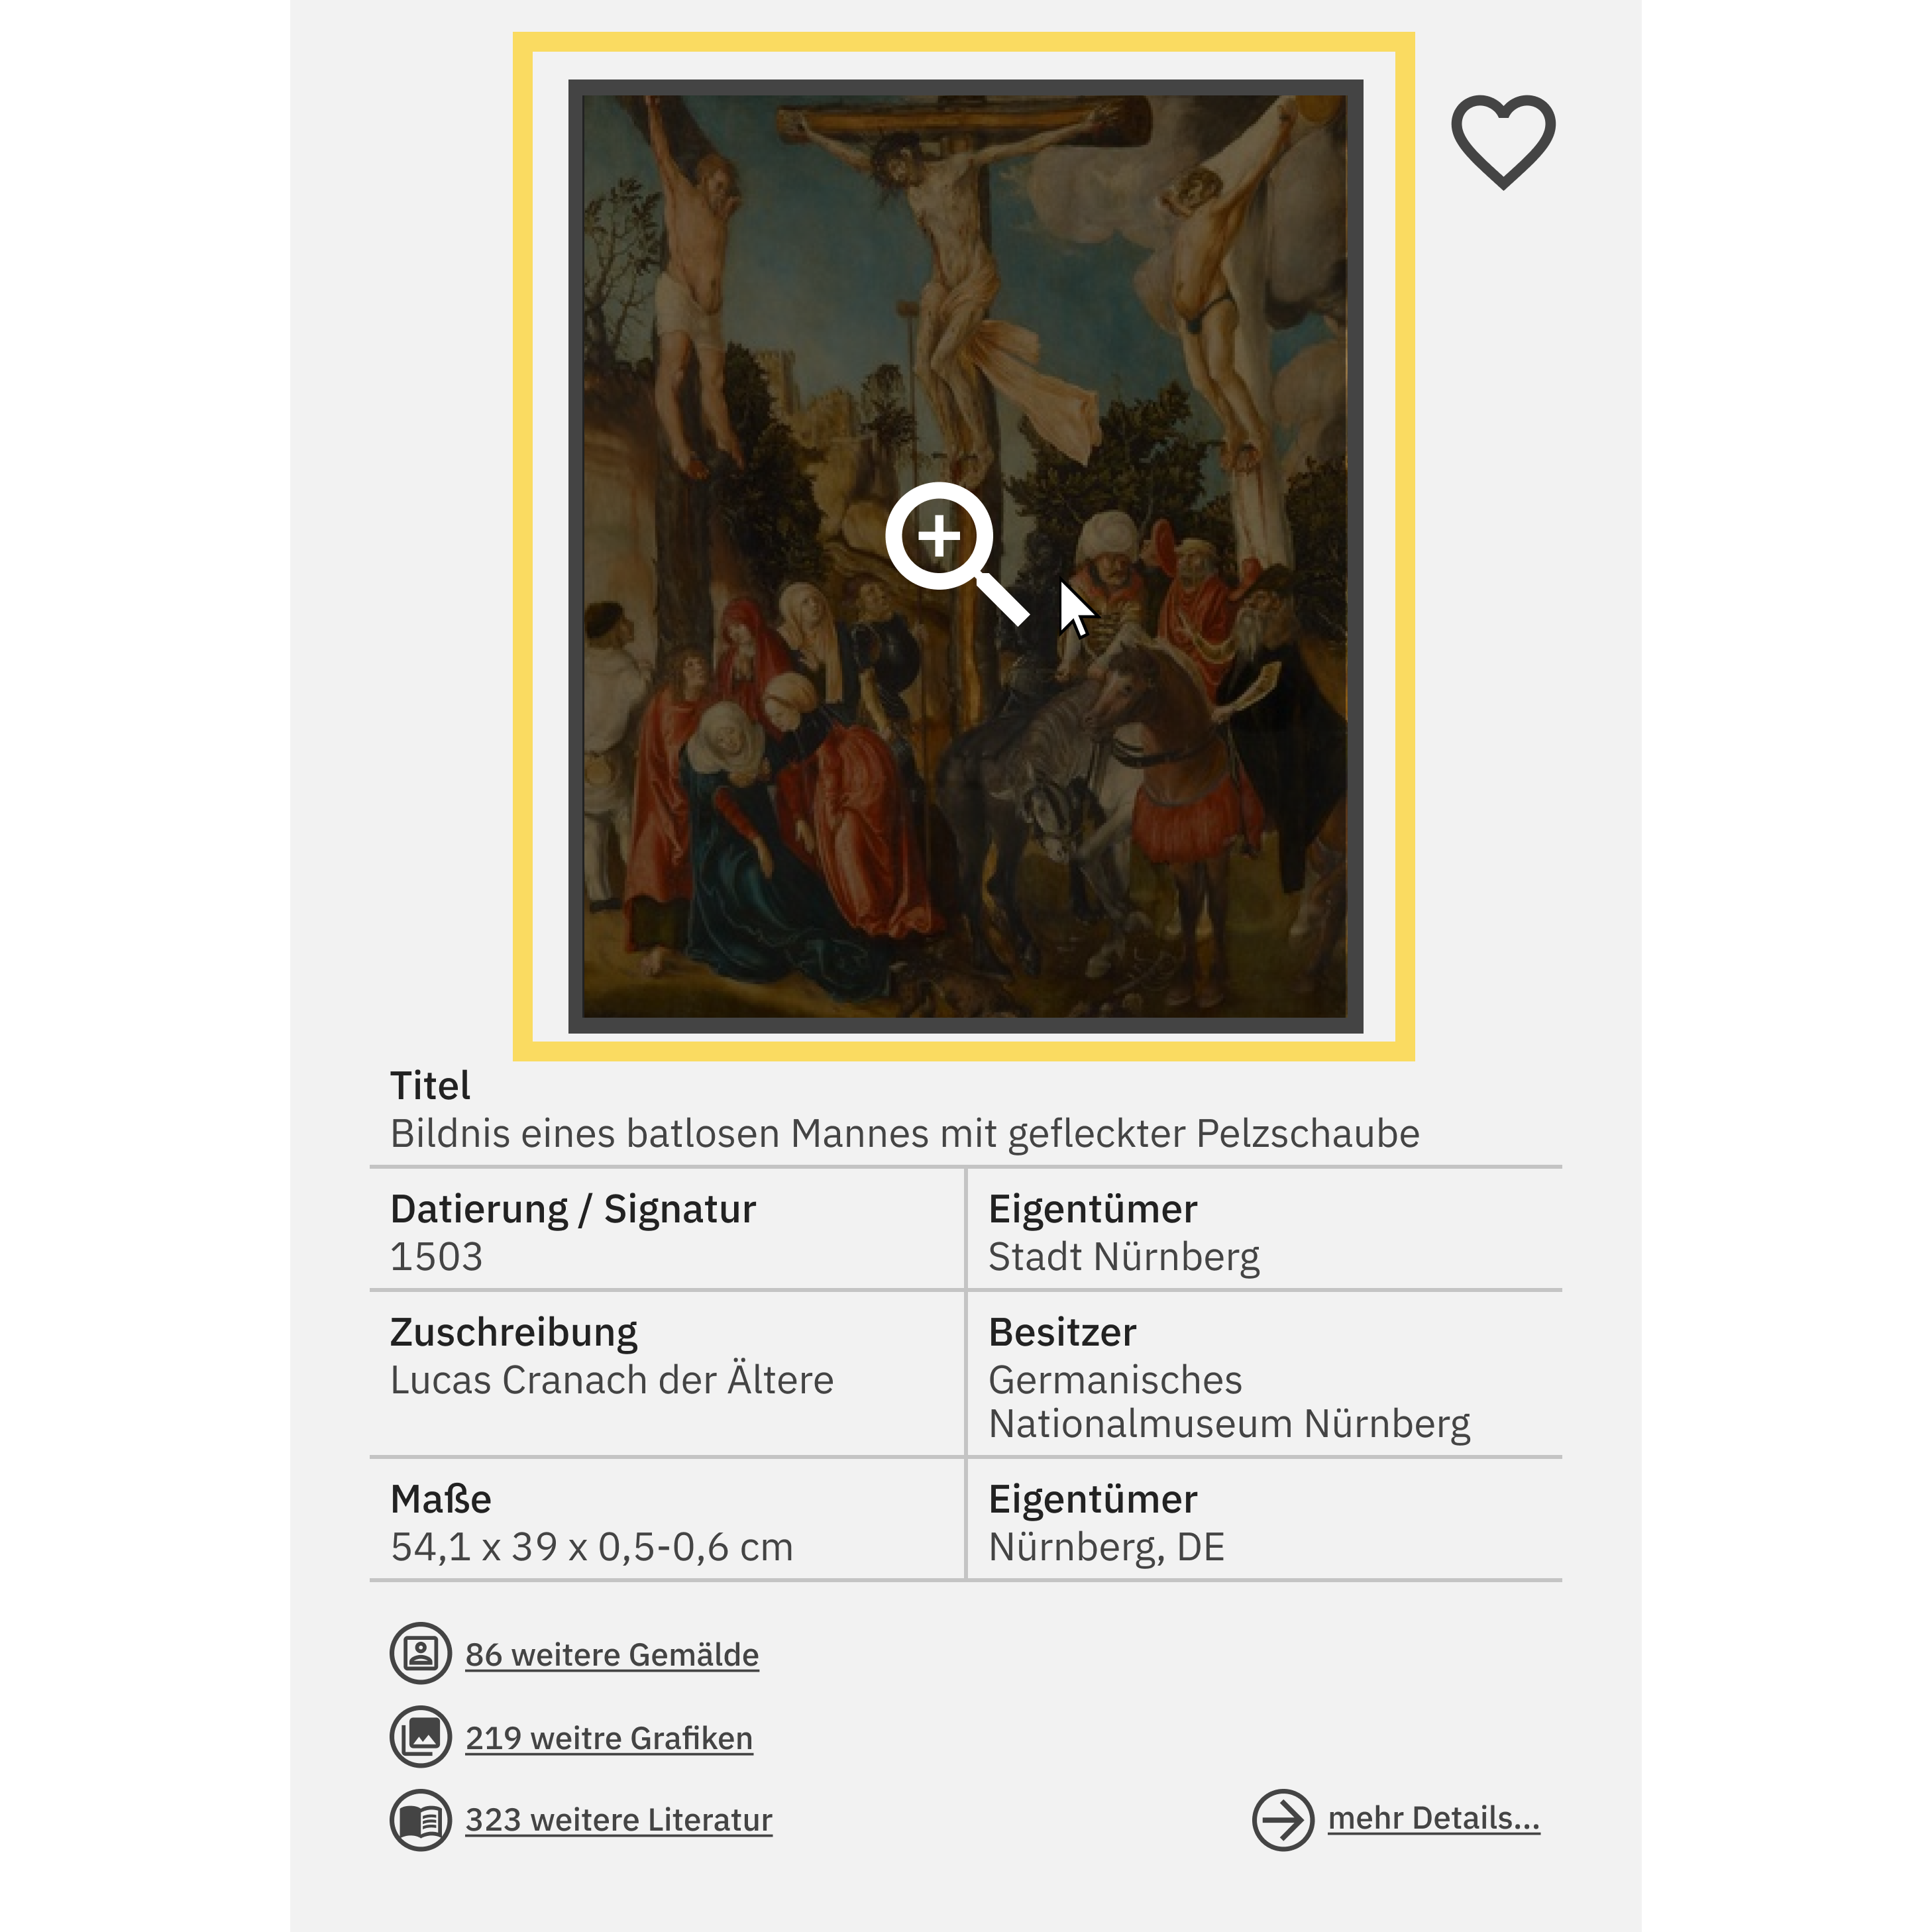 Titel
Bildnis eines batlosen Mannes mit gefleckter Pelzschaube
Datierung / Signatur
1503
Eigentümer
Stadt Nürnberg
Zuschreibung
Lucas Cranach der Ältere
Besitzer
Germanisches
Nationalmuseum Nürnberg
Maße
54,1 x 39 x 0,5-0,6 cm
Eigentümer
Nürnberg, DE
86 weitere Gemälde
219 weitre Grafiken
323 weitere Literatur
mehr Details...